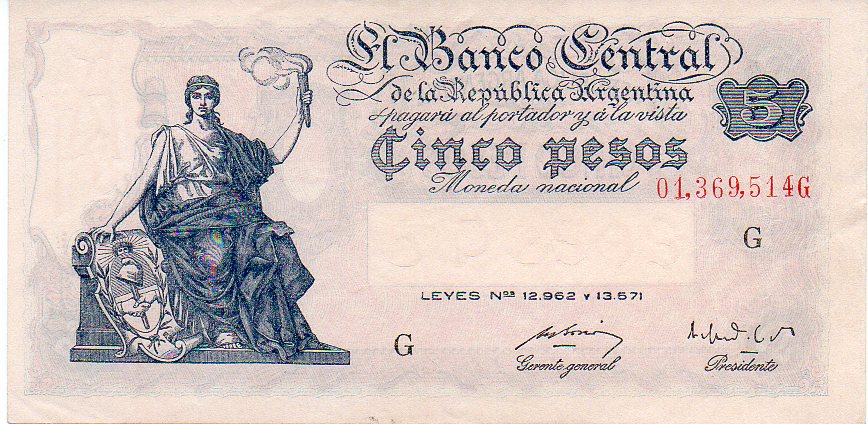 El Banco Central
de la República Argentina
pagará al portador y á la vista
5
Cinco pesos
Moneda nacional
01,369,514G
G
LEYES Nos 12.962 Y 13.571
G
Gerente general
Presidente